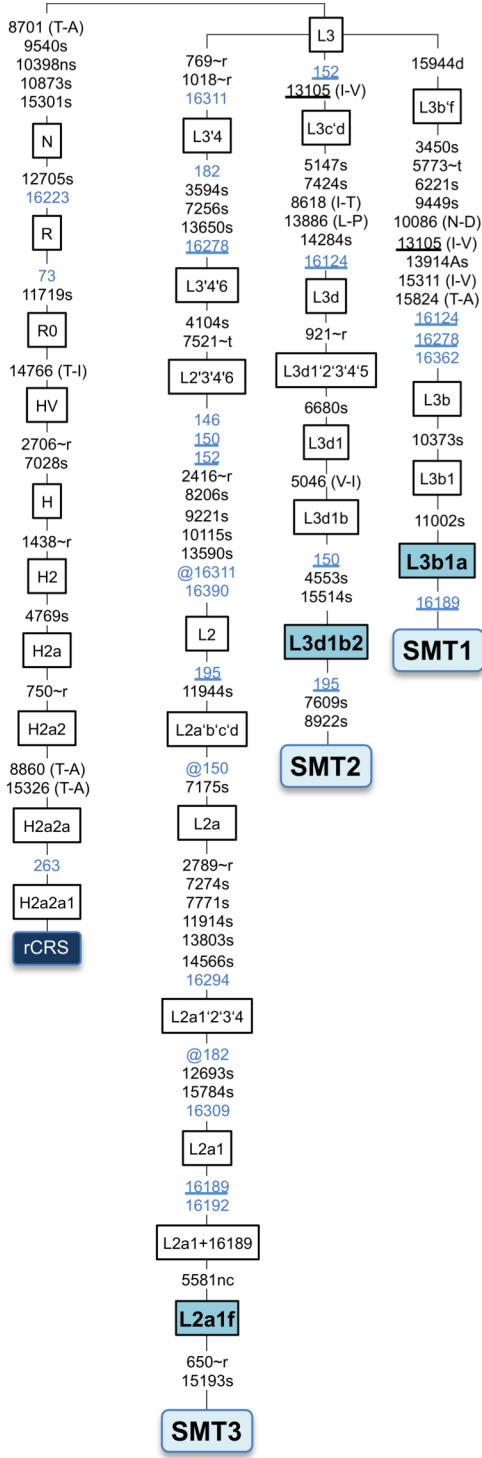 L3
8701 (T-A)
9540s
10398ns
10873s
15301s
N
12705s
16223
R
73
11719s
R0
14766 (T-I)
HV
2706~r
7028s
H
1438~r
H2
4769s
H2a
750~r
H2a2
8860 (T-A)
15326 (T-A)
H2a2a
263
H2a2a1
rCRS
769~r
1018~r
16311
L3'4
182
3594s
7256s
13650s
16278
L3'4'6
4104s
7521~t
L2'3'4'6
146
150
152
2416~r
8206s
9221s
10115s
13590s
@16311
16390
L2
195
11944s
L2a‘b‘c‘d
@150
7175s
L2a
2789~r
7274s
7771s
11914s
13803s
14566s
16294
L2a1‘2‘3‘4
@182
12693s
15784s
16309
L2a1
16189
16192
L2a1+16189
5581nc
L2a1f
650~r
15193s
SMT3
152
13105 (I-V)
L3c‘d
5147s
7424s
8618 (I-T)
13886 (L-P)
14284s
16124
L3d
921~r
L3d1‘2‘3‘4‘5
6680s
L3d1
5046 (V-I)
L3d1b
150
4553s
15514s
L3d1b2
195
7609s
8922s
SMT2
15944d
L3b‘f
3450s
5773~t
6221s
9449s
10086 (N-D)
13105 (I-V)
13914As
15311 (I-V)
15824 (T-A)
16124
16278
16362
L3b
10373s
L3b1
11002s
L3b1a
16189
SMT1